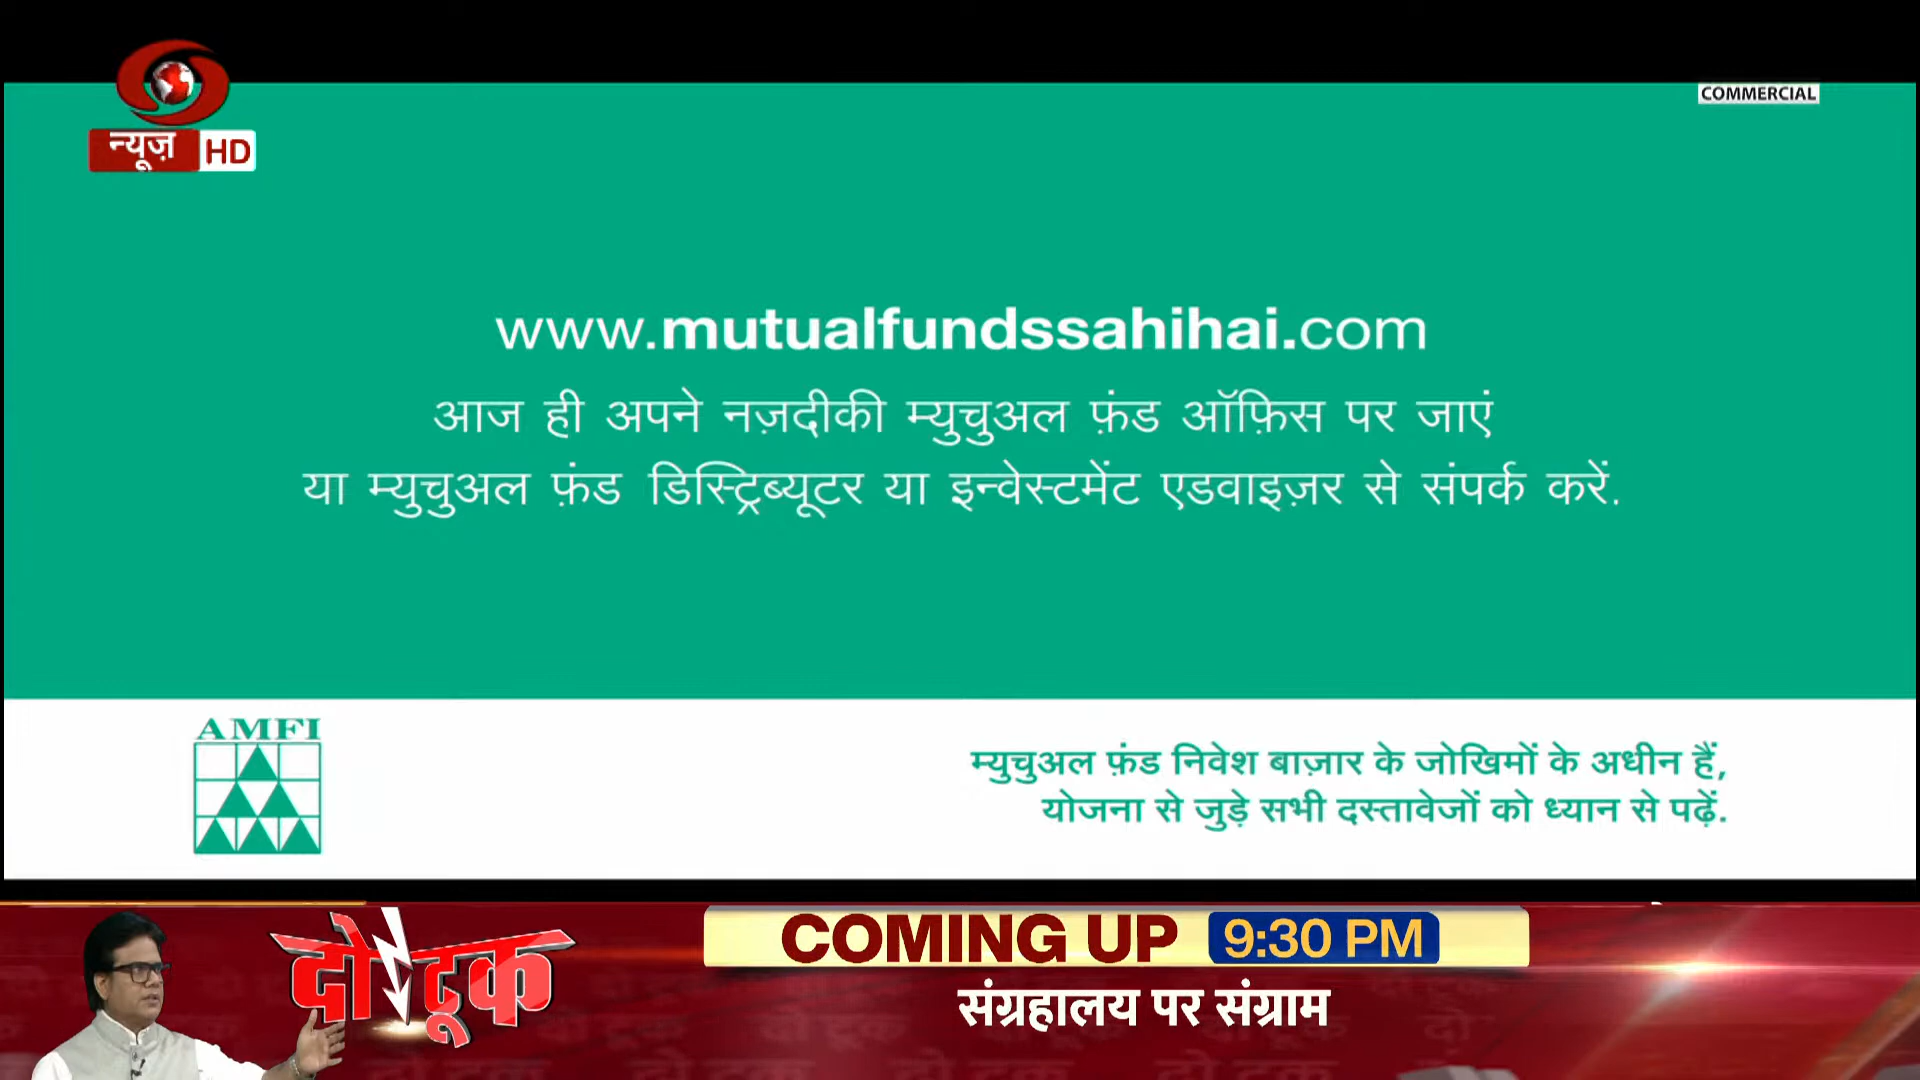 COMMERCIAL
न्यूज़ HD
www.mutualfundssahihai.com
आज ही अपने नज़दीकी म्युचुअल फ़ंड ऑफ़िस पर जाएं
या म्युचुअल फ़ंड डिस्ट्रिब्यूटर या इन्वेस्टमेंट एडवाइज़र से संपर्क करें.
AMFI
म्युचुअल फ़ंड निवेश बाज़ार के जोखिमों के अधीन हैं,
योजना से जुड़े सभी दस्तावेजों को ध्यान से पढ़ें.
दो टूक
COMING UP 9:30 PM
संग्रहालय पर संग्राम